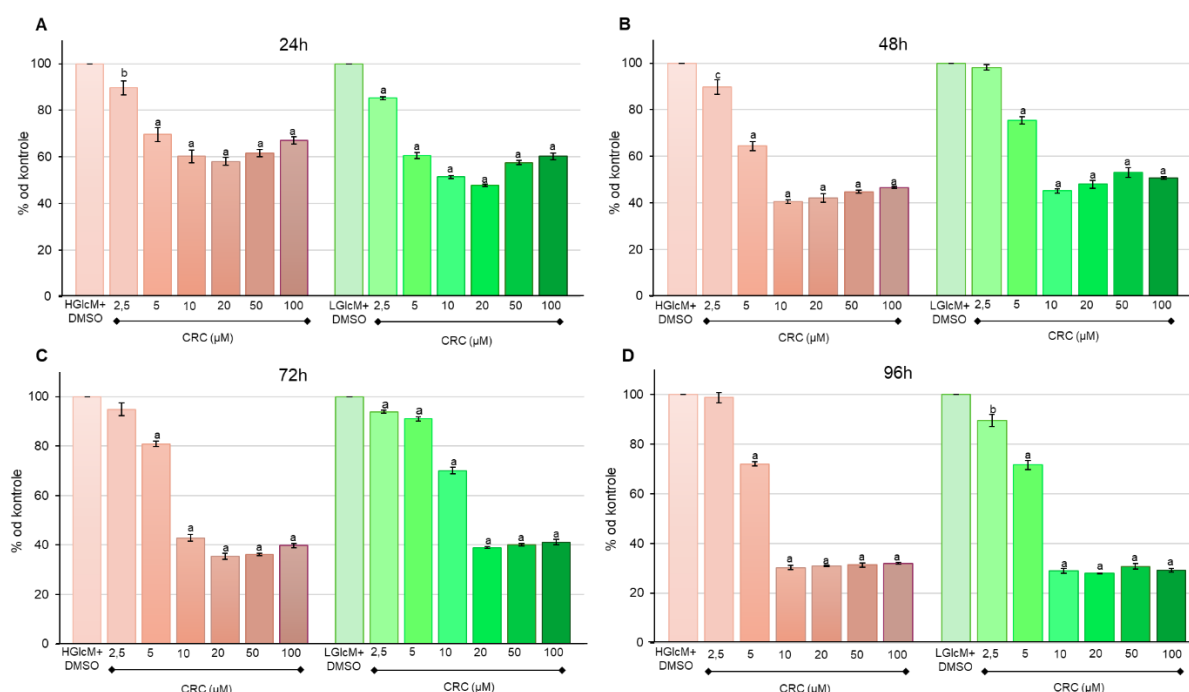 A
24h
% od kontrole
100
80
60
40
20
0
b
a
a
a
a
a
a
a
a
a
a
a
HGlcM+
DMSO
2,5 5 10 20 50 100
LGlcM+
DMSO
2,5 5 10 20 50 100
CRC (µM)
CRC (µM)
B
48h
% od kontrole
100
80
60
40
20
0
c
a
a
a
a
a
a
a
a
a
a
HGlcM+
DMSO
2,5 5 10 20 50 100
LGlcM+
DMSO
2,5 5 10 20 50 100
CRC (µM)
CRC (µM)
C
72h
% od kontrole
100
80
60
40
20
0
a
a
a
a
a
a
a
a
a
a
a
HGlcM+
DMSO
2,5 5 10 20 50 100
LGlcM+
DMSO
2,5 5 10 20 50 100
CRC (µM)
CRC (µM)
D
96h
% od kontrole
100
80
60
40
20
0
a
a
a
a
a
b
a
a
a
a
a
HGlcM+
DMSO
2,5 5 10 20 50 100
LGlcM+
DMSO
2,5 5 10 20 50 100
CRC (µM)
CRC (µM)